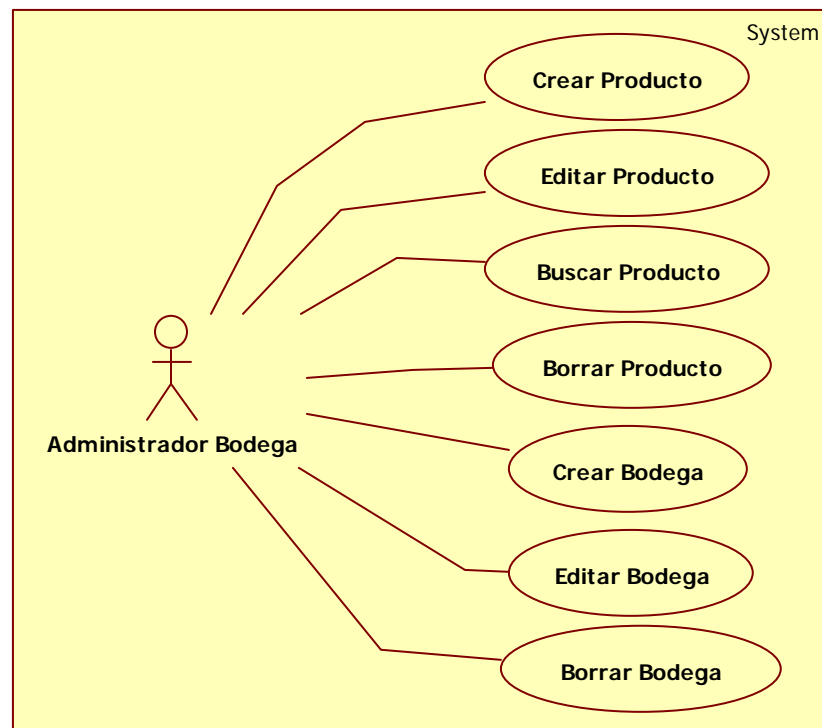 System
Crear Producto
Editar Producto
Buscar Producto
Borrar Producto
Administrador Bodega
Crear Bodega
Editar Bodega
Borrar Bodega